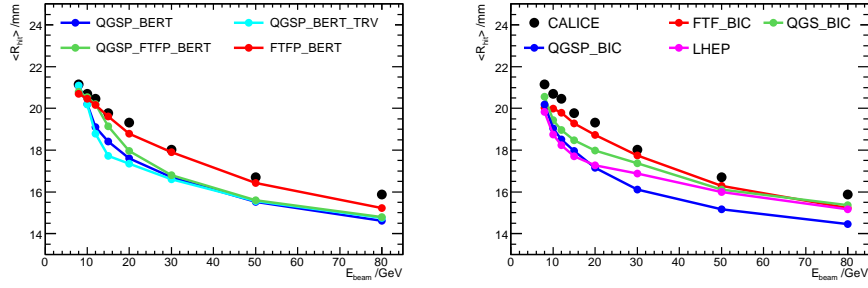 <R_hit> /mm
QGSP_BERT QGSP_BERT_TRV
QGSP_FTFP_BERT FTFP_BERT
24
22
20
18
16
14
0 10 20 30 40 50 60 70 80
E_beam /GeV
<R_hit> /mm
CALICE FTF_BIC QGS_BIC
QGSP_BIC LHEP
24
22
20
18
16
14
0 10 20 30 40 50 60 70 80
E_beam /GeV